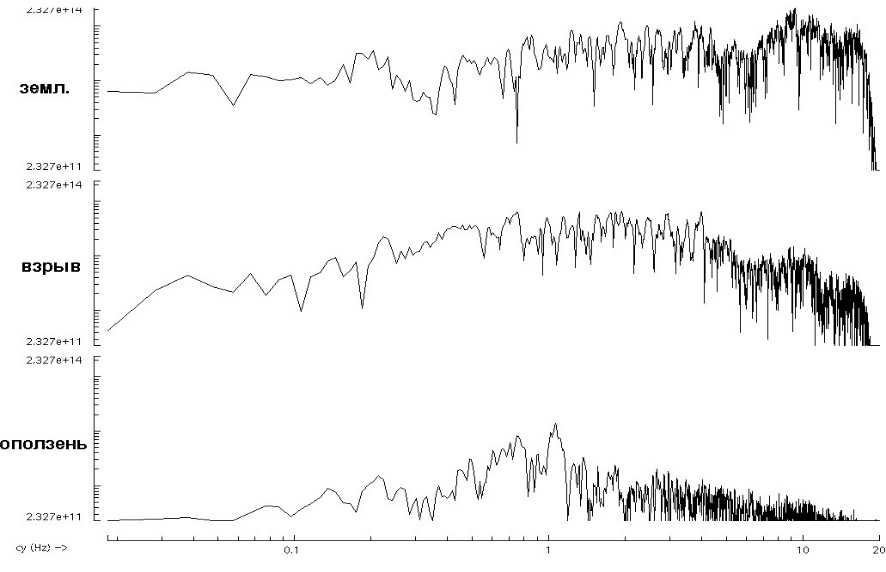 2.327e+14
земл.
2.327e+11
2.327e+14
взрыв
2.327e+11
2.327e+14
оползень
2.327e+11
cy (Hz) –> 0.1 1 10 20